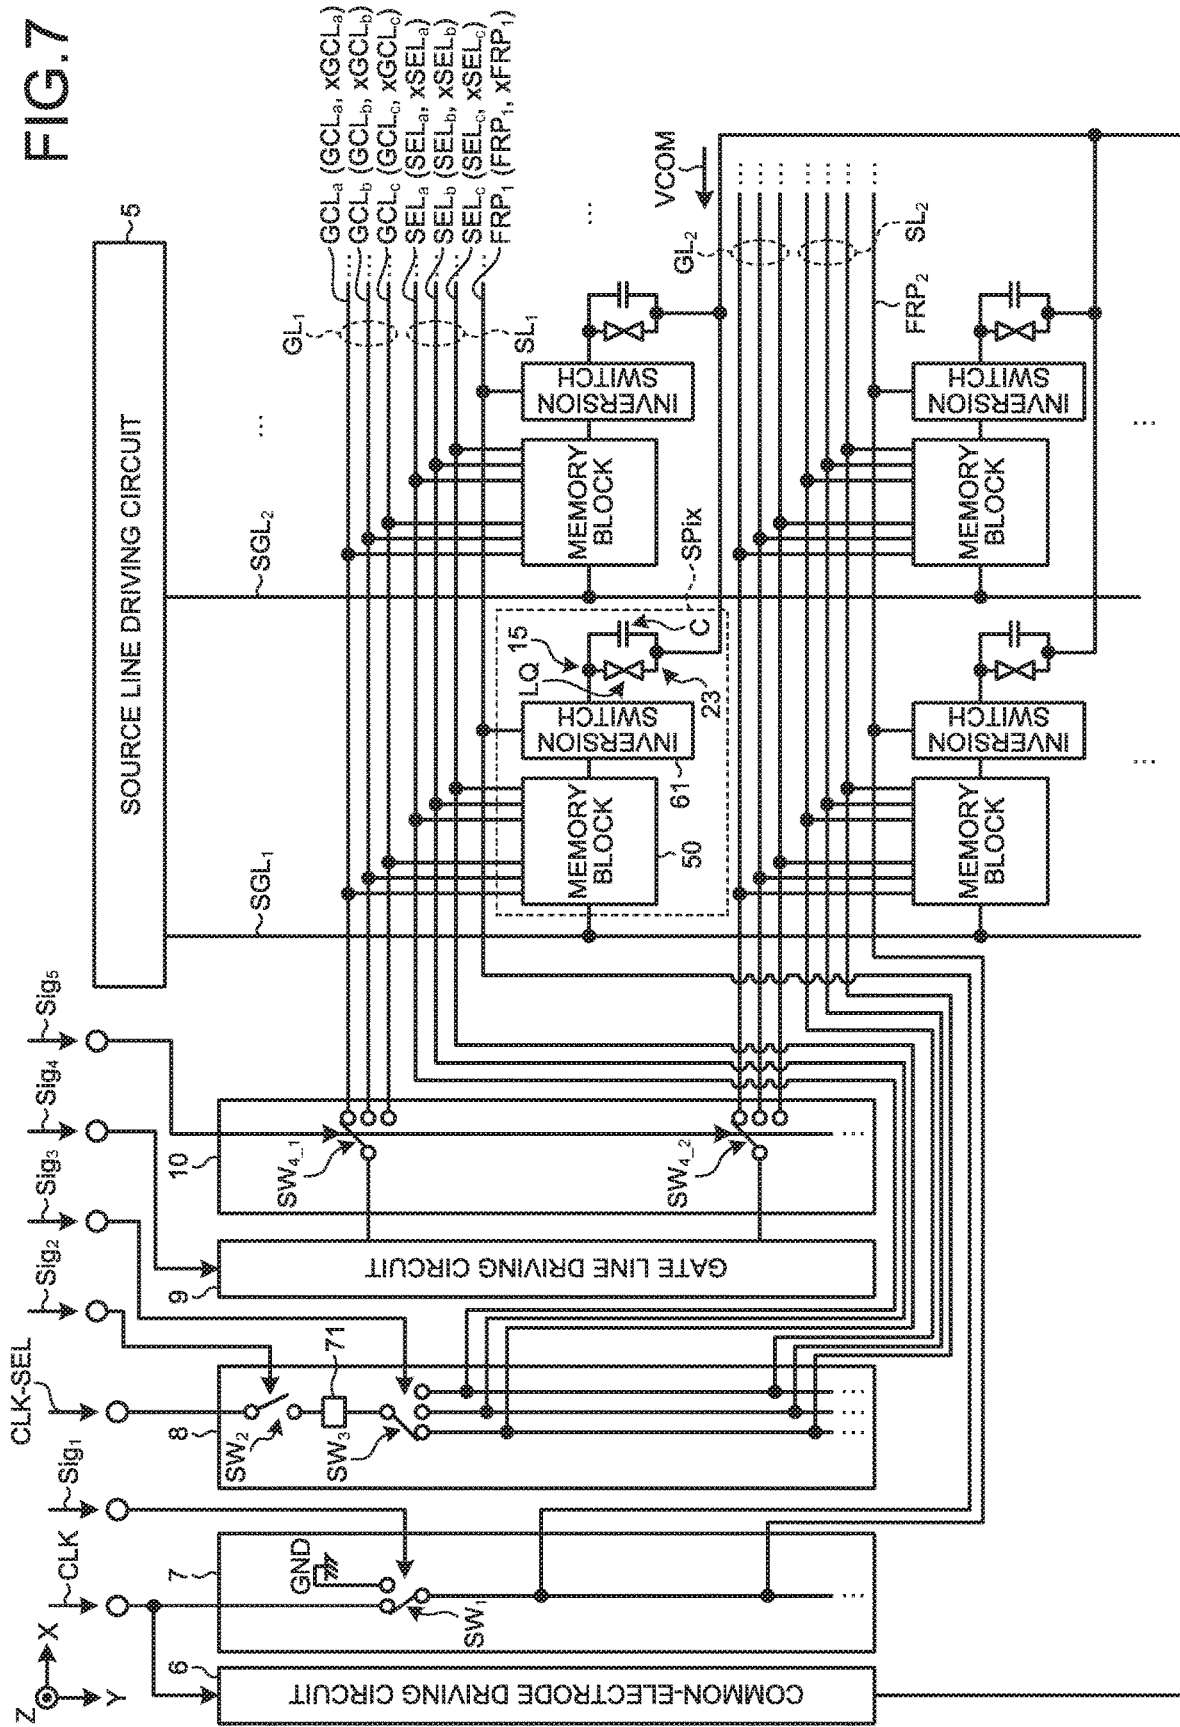 FIG.7
Z
X
Y
CLK
Sig1
CLK-SEL
Sig2
Sig3
Sig4
Sig5
5
SOURCE LINE DRIVING CIRCUIT
SGL1
SGL2
...
6
COMMON-ELECTRODE DRIVING CIRCUIT
7
GND
SW1
...
8
SW2
71
SW3
...
9
GATE LINE DRIVING CIRCUIT
10
SW4_1
SW4_2
...
GL1
SL1
GCLa (GCLa, xGCLa)
GCLb (GCLb, xGCLb)
GCLc (GCLc, xGCLc)
SELa (SELa, xSELa)
SELb (SELb, xSELb)
SELc (SELc, xSELc)
FRP1 (FRP1, xFRP1)
MEMORY
BLOCK
50
INVERSION
SWITCH
61
15
LQ
23
C
SPix
MEMORY
BLOCK
INVERSION
SWITCH
...
VCOM
GL2
SL2
FRP2
MEMORY
BLOCK
INVERSION
SWITCH
MEMORY
BLOCK
INVERSION
SWITCH
...
...